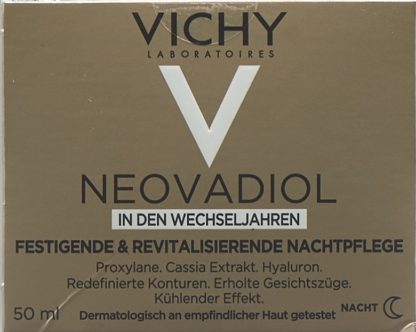 VICHY
LABORATOIRES
V
NEOVADIOL
IN DEN WECHSELJAHREN
FESTIGENDE & REVITALISIERENDE NACHTPFLEGE
Proxylane. Cassia Extrakt. Hyaluron.
Redefinierte Konturen. Erholte Gesichtszüge.
Kühlender Effekt.
50 ml Dermatologisch an empfindlicher Haut getestet NACHT